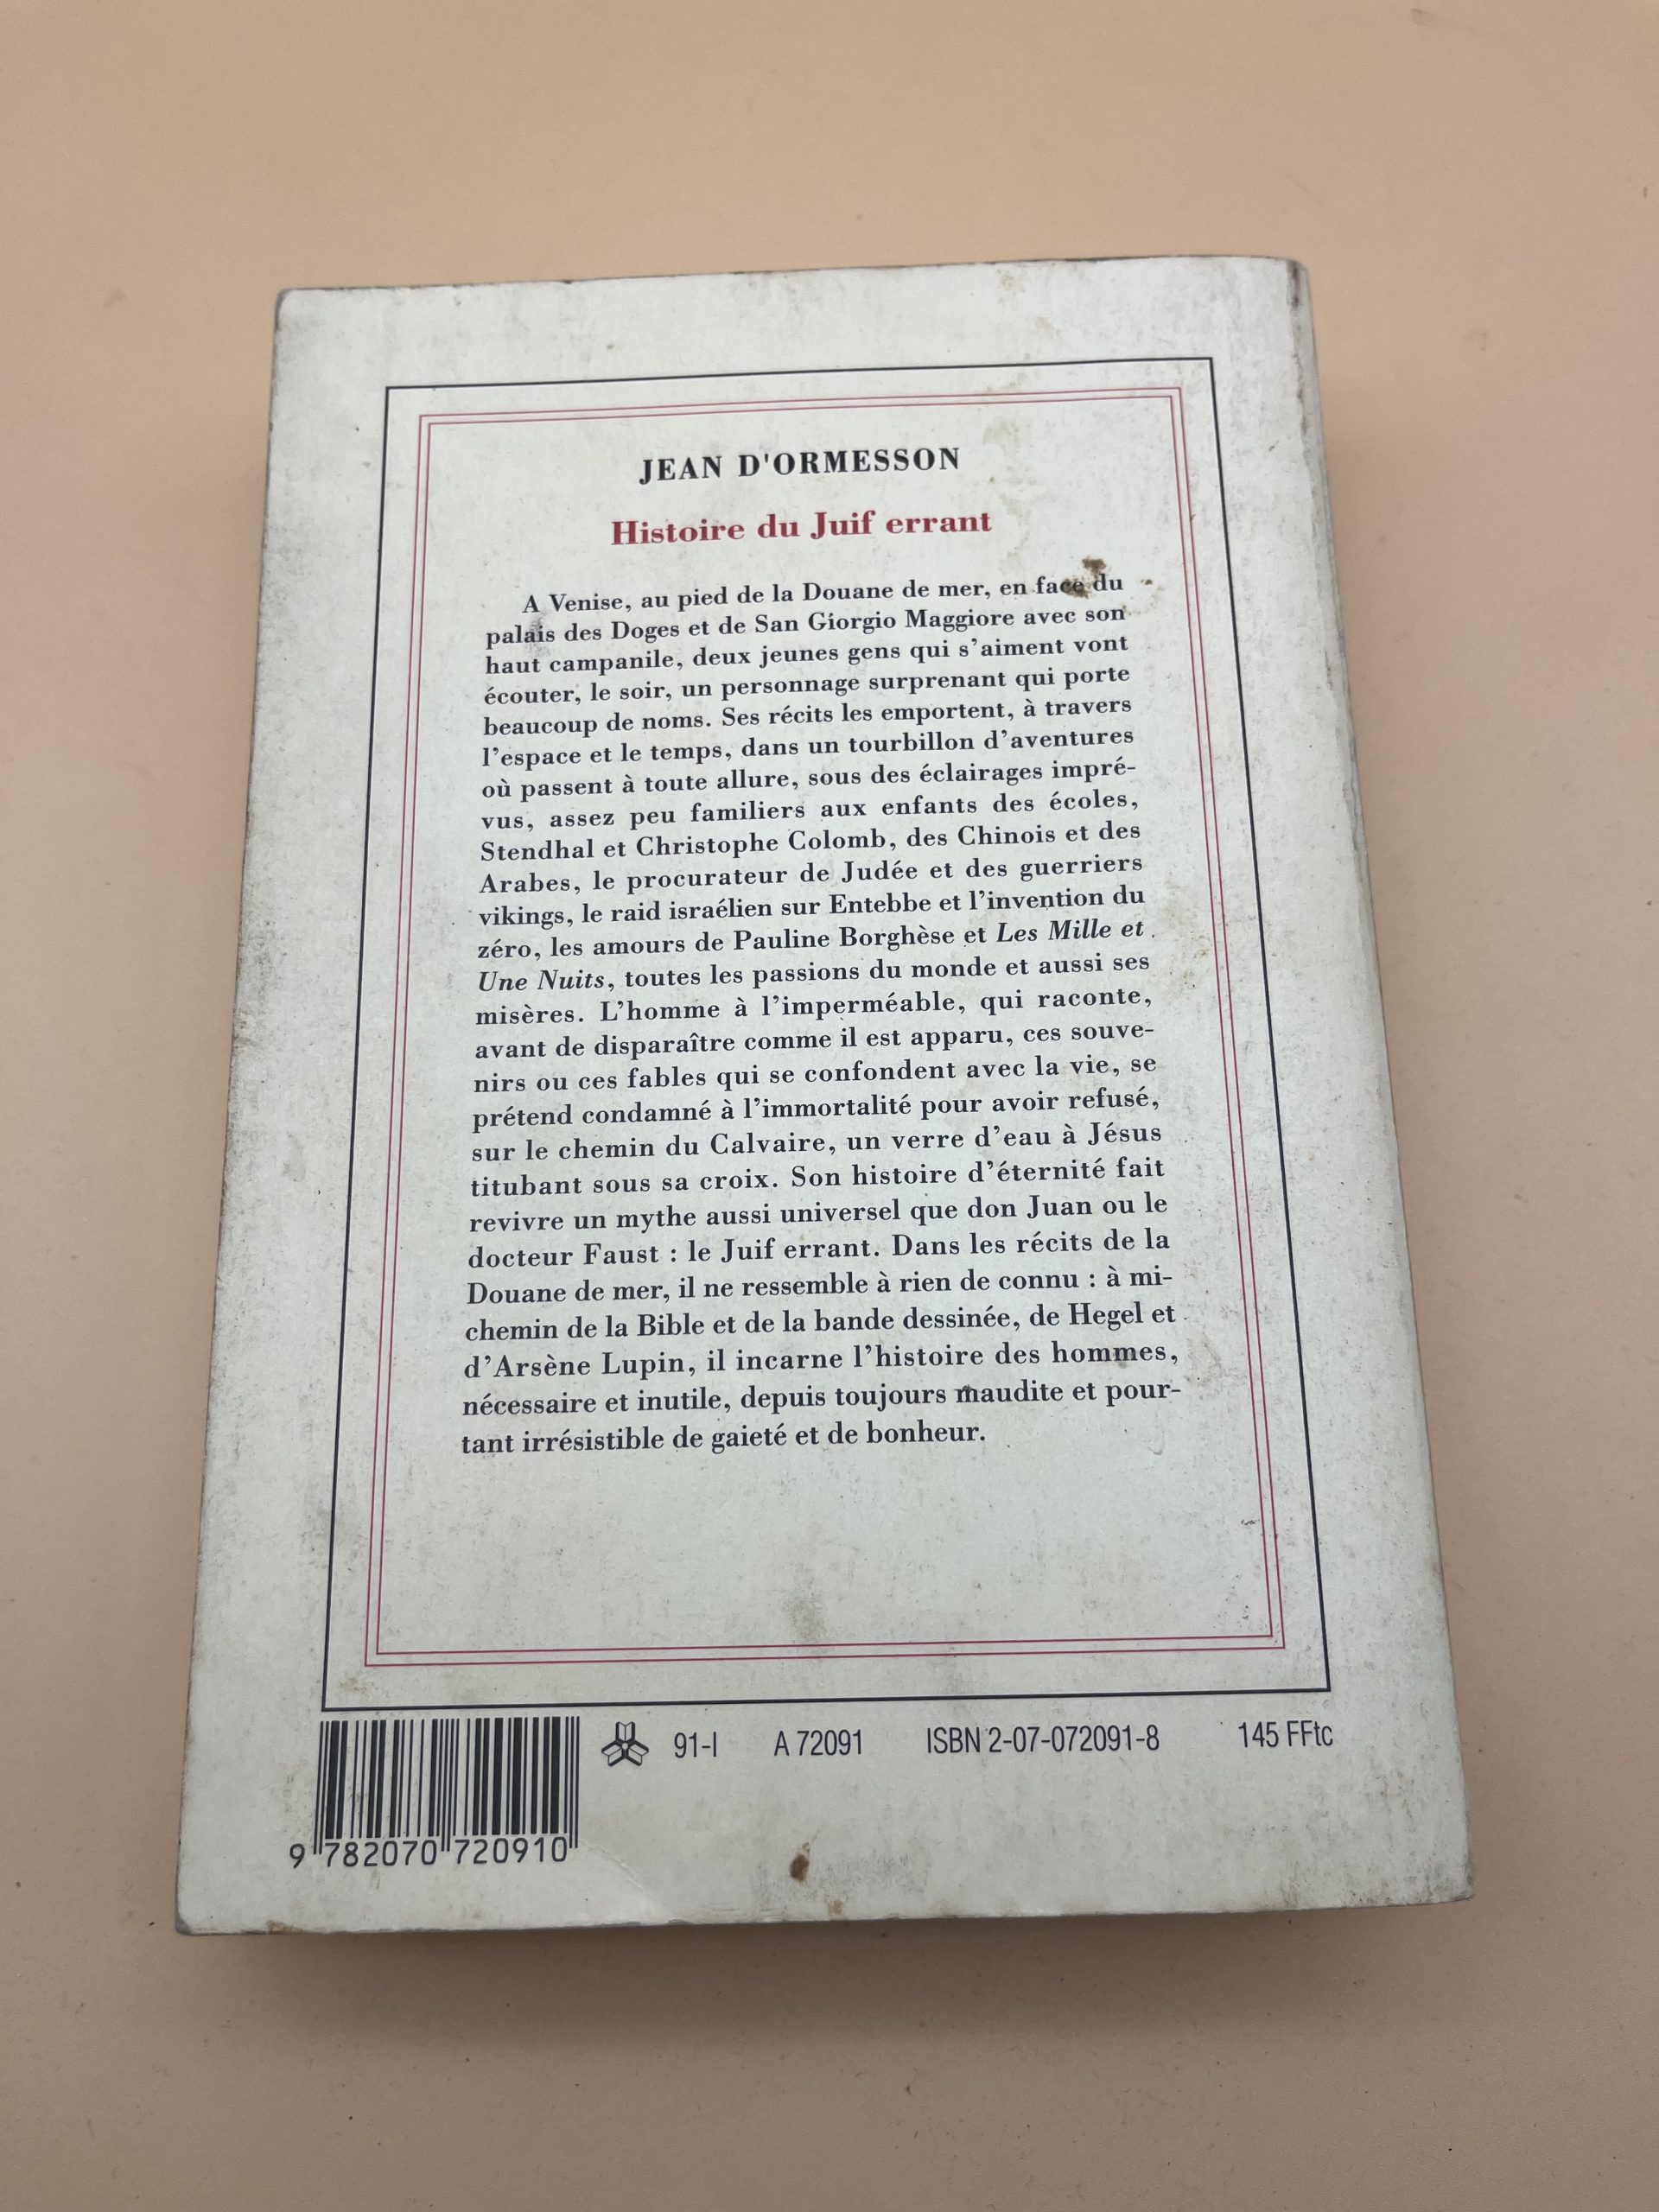 JEAN D'ORMESSON
Histoire du Juif errant
A Venise, au pied de la Douane de mer, en face du
palais des Doges et de San Giorgio Maggiore avec son
haut campanile, deux jeunes gens qui s'aiment vont
écouter, le soir, un personnage surprenant qui porte
beaucoup de noms. Ses récits les emportent, à travers
l'espace et le temps, dans un tourbillon d'aventures
où passent à toute allure, sous des éclairages impré-
vus, assez peu familiers aux enfants des écoles,
Stendhal et Christophe Colomb, des Chinois et des
Arabes, le procurateur de Judée et des guerriers
vikings, le raid israélien sur Entebbe et l'invention du
zéro, les amours de Pauline Borghèse et Les Mille et
Une Nuits, toutes les passions du monde et aussi ses
misères. L'homme à l'imperméable, qui raconte,
avant de disparaître comme il est apparu, ces souve-
nirs ou ces fables qui se confondent avec la vie, se
prétend condamné à l'immortalité pour avoir refusé,
sur le chemin du Calvaire, un verre d'eau à Jésus
titubant sous sa croix. Son histoire d'éternité fait
revivre un mythe aussi universel que don Juan ou le
docteur Faust : le Juif errant. Dans les récits de la
Douane de mer, il ne ressemble à rien de connu : à mi-
chemin de la Bible et de la bande dessinée, de Hegel et
d'Arsène Lupin, il incarne l'histoire des hommes,
nécessaire et inutile, depuis toujours maudite et pour-
tant irrésistible de gaieté et de bonheur.
91-I A 72091 ISBN 2-07-072091-8 145 FFtc
9 782070 720910